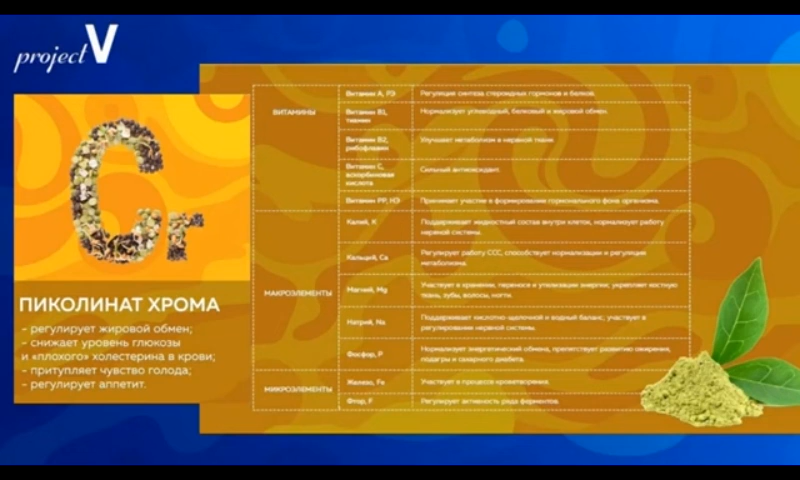 project V
ПИКОЛИНАТ ХРОМА
- регулирует жировой обмен;
- снижает уровень глюкозы
и «плохого» холестерина в крови;
- притупляет чувство голода;
- регулирует аппетит.
ВИТАМИНЫ
Витамин А, РЭ
Регуляция синтеза стероидных гормонов и белков.
Витамин В1,
тиамин
Нормализует углеводный, белковый и жировой обмен.
Витамин В2,
рибофлавин
Улучшает метаболизм в нервной ткани.
Витамин С,
аскорбиновая
кислота
Сильный антиоксидант.
Витамин РР, НЭ
Принимает участие в формировании гормонального фона организма.
МАКРОЭЛЕМЕНТЫ
Калий, К
Поддерживает жидкостный состав внутри клеток, нормализует работу
нервной системы.
Кальций, Са
Регулирует работу ССС, способствует нормализации и регуляции
метаболизма.
Магний, Mg
Участвует в хранении, переносе и утилизации энергии; укрепляет костную
ткань, зубы, волосы, ногти.
Натрий, Na
Поддерживает кислотно-щелочной и водный баланс; участвует в
регулировании нервной системы.
Фосфор, Р
Нормализует энергетический обмен, препятствует развитию ожирения,
подагры и сахарного диабета.
МИКРОЭЛЕМЕНТЫ
Железо, Fe
Участвует в процессе кроветворения.
Фтор, F
Регулирует активность ряда ферментов.